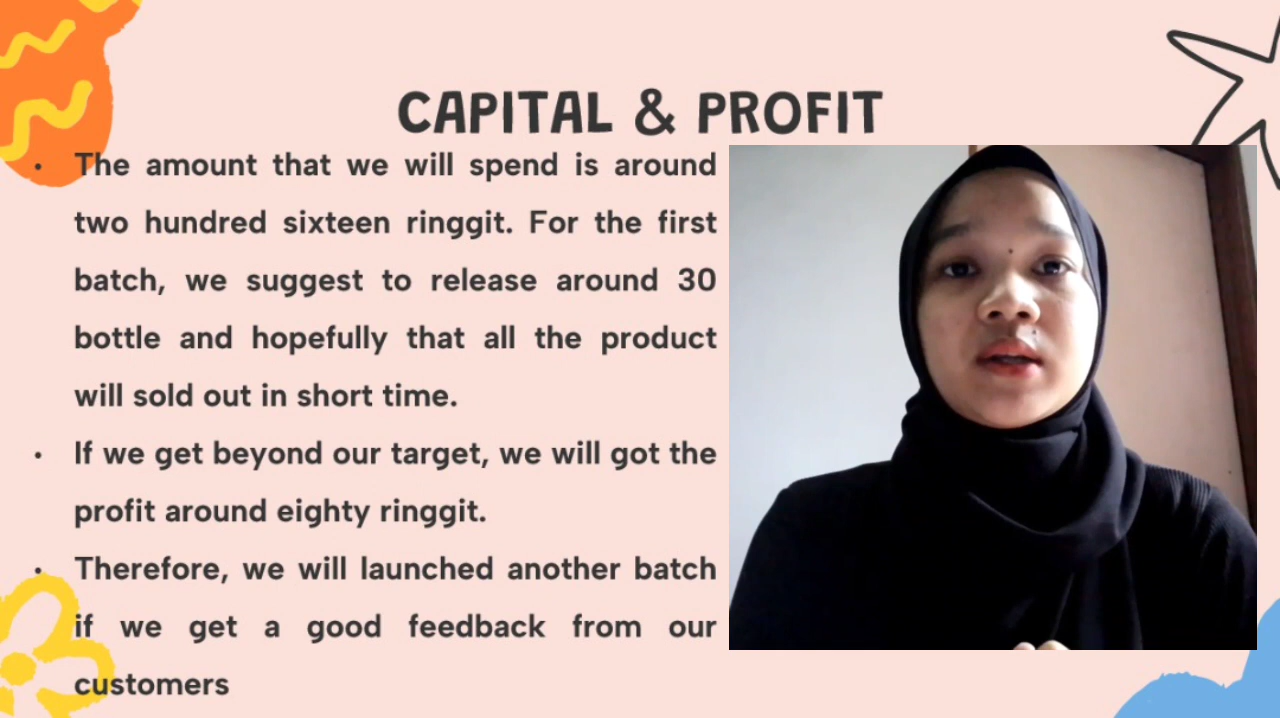 CAPITAL & PROFIT
• The amount that we will spend is around
two hundred sixteen ringgit. For the first
batch, we suggest to release around 30
bottle and hopefully that all the product
will sold out in short time.
• If we get beyond our target, we will got the
profit around eighty ringgit.
• Therefore, we will launched another batch
if we get a good feedback from our
customers